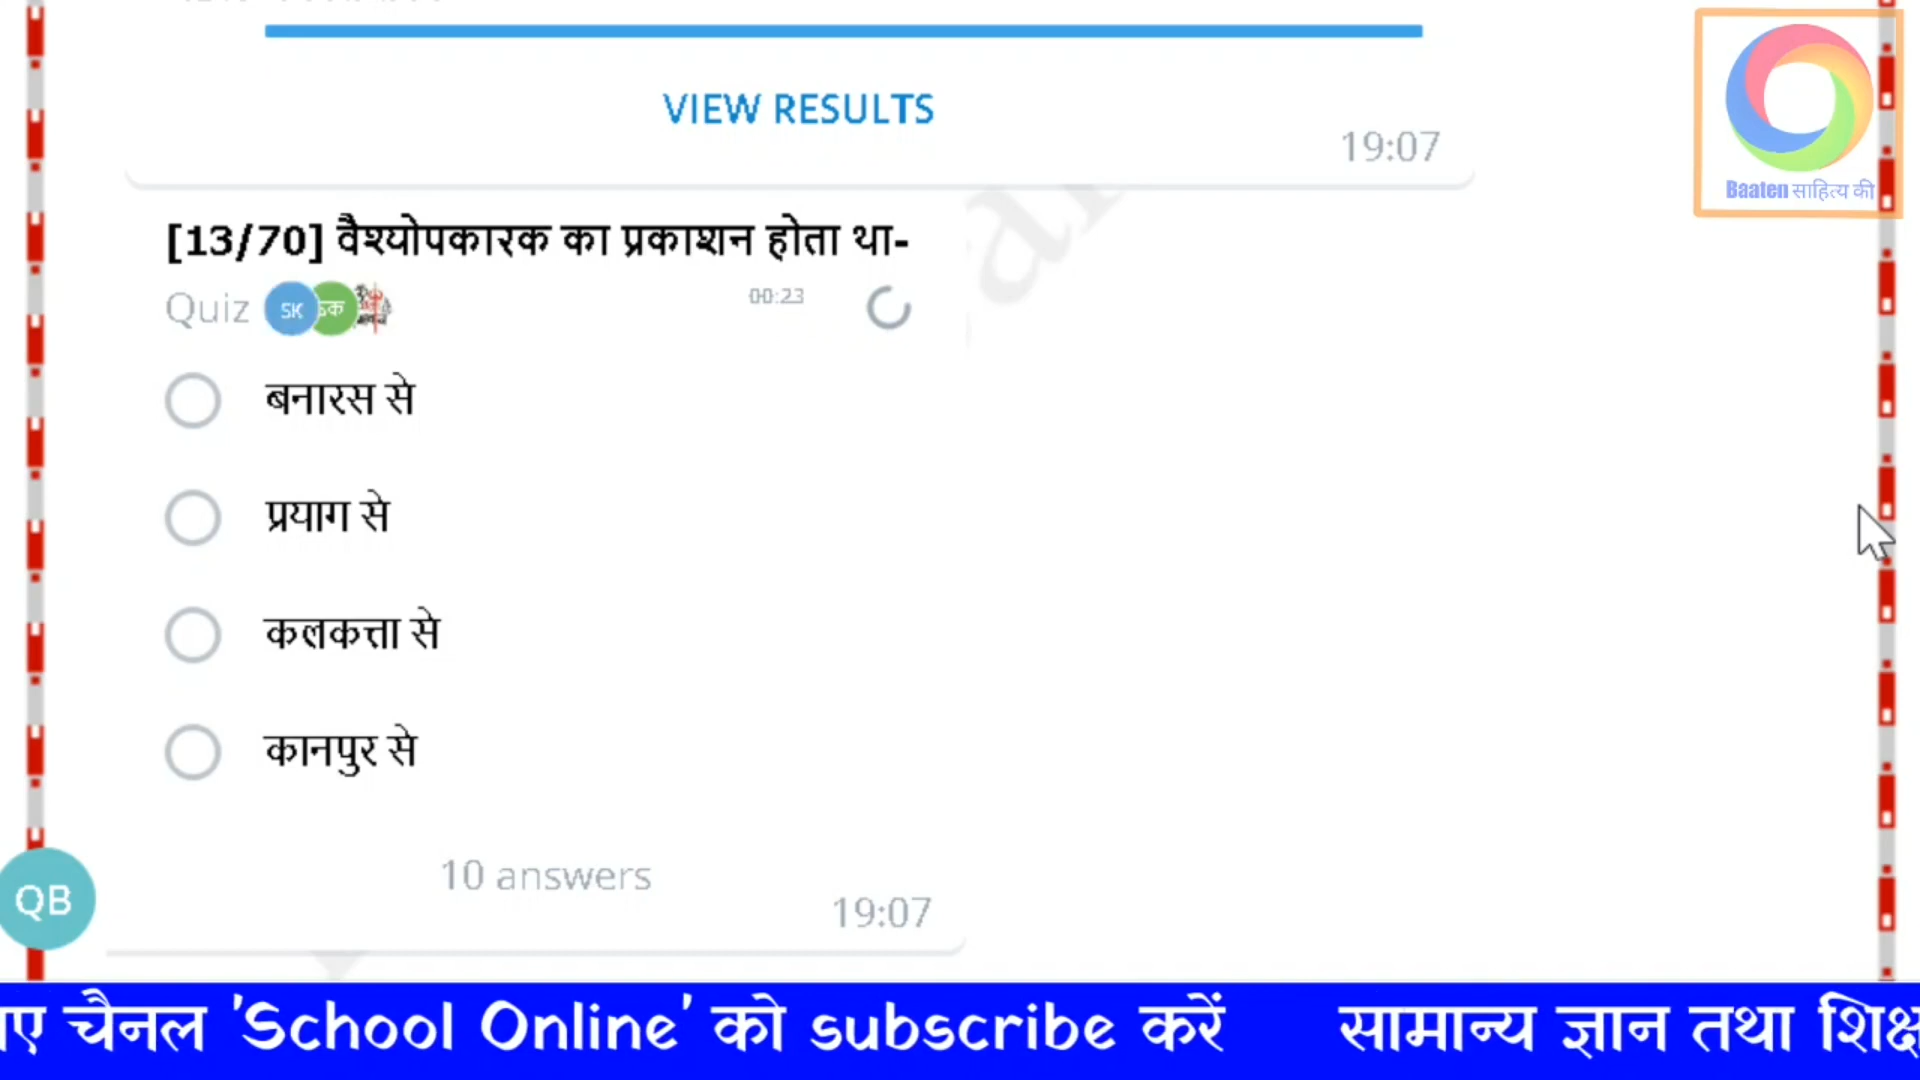 VIEW RESULTS
19:07
Baaten साहित्य की
[13/70] वैश्योपकारक का प्रकाशन होता था-
Quiz SK 00:23
बनारस से
प्रयाग से
कलकत्ता से
कानपुर से
10 answers
19:07
QB
चैनल 'School Online' को subscribe करें सामान्य ज्ञान तथा